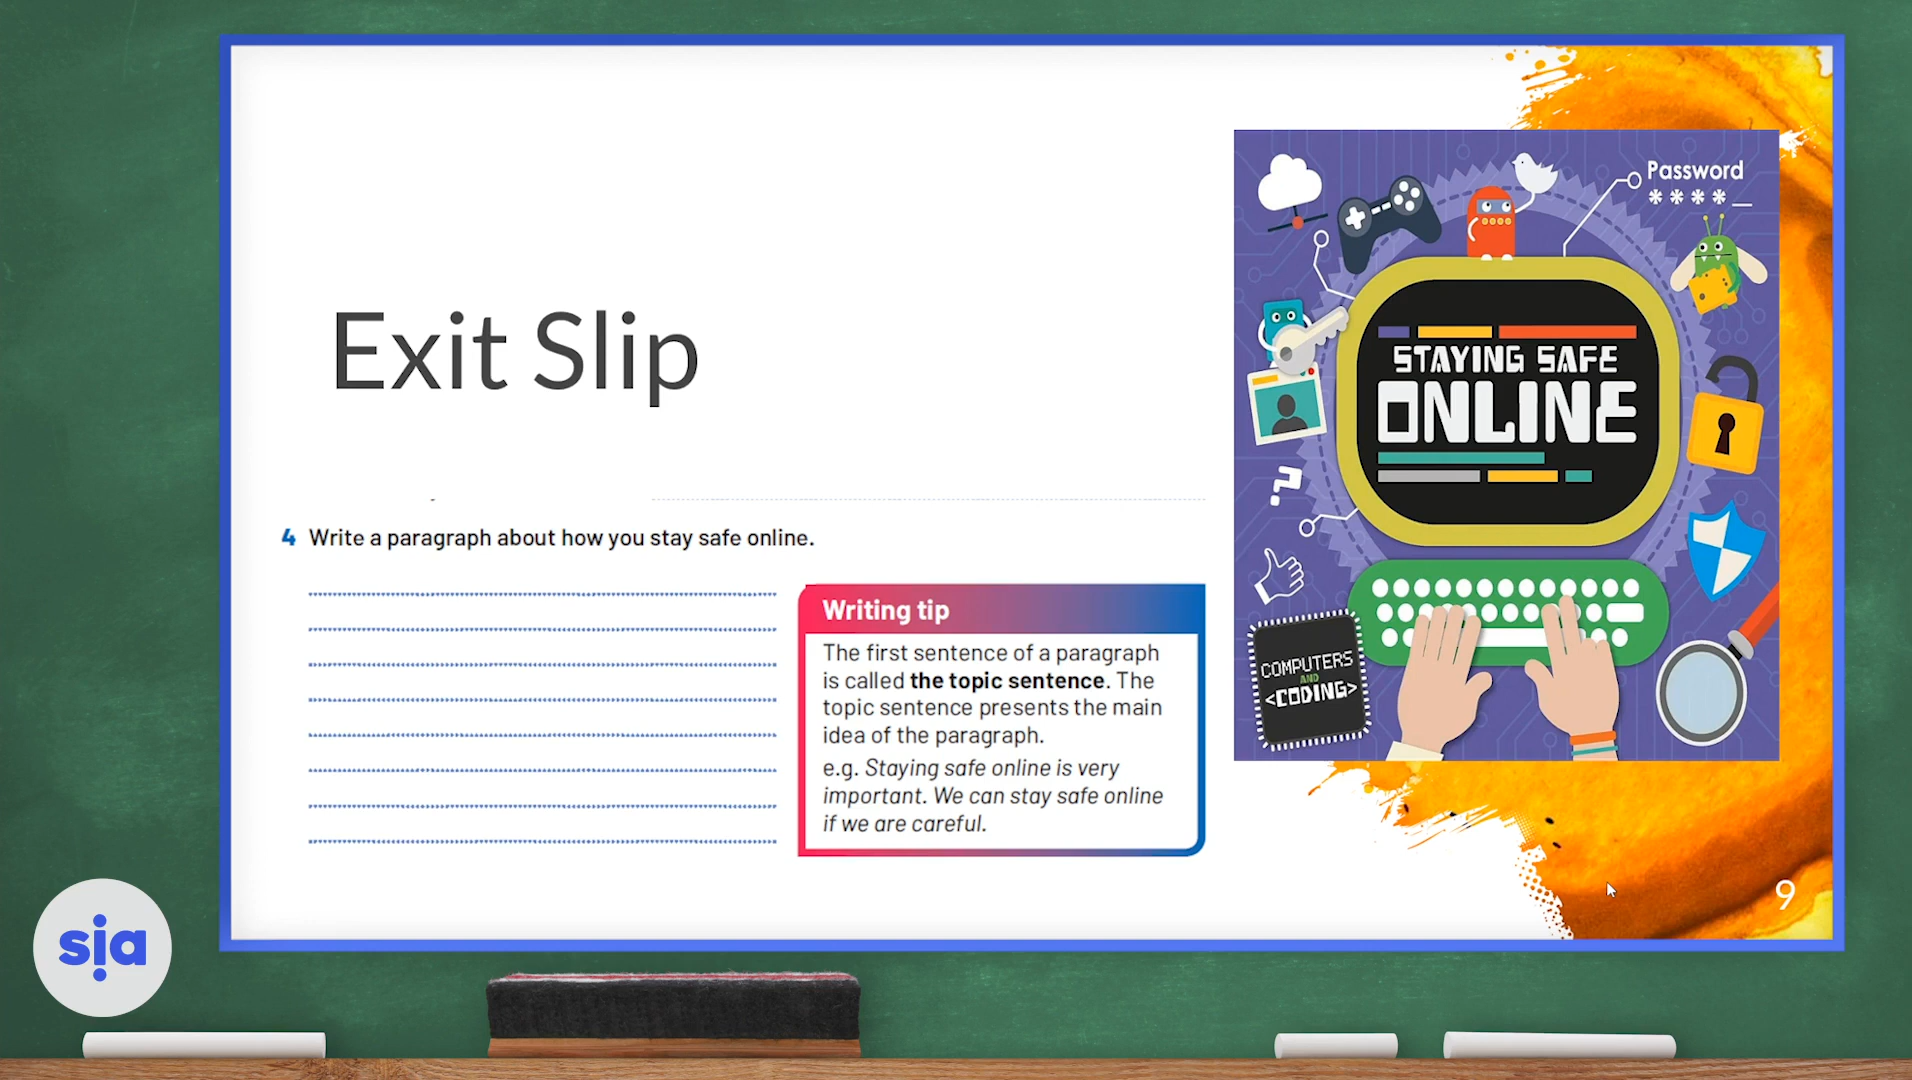 Exit Slip
4 Write a paragraph about how you stay safe online.
Writing tip
The first sentence of a paragraph
is called the topic sentence. The
topic sentence presents the main
idea of the paragraph.
e.g. Staying safe online is very
important. We can stay safe online
if we are careful.
Password
****_
STAYING SAFE
ONLINE
?
COMPUTERS
AND
<CODING>
9
sia